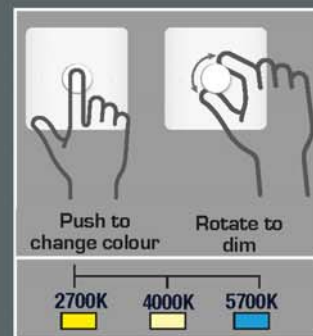 Push to
change colour
Rotate to
dim
2700K 4000K 5700K